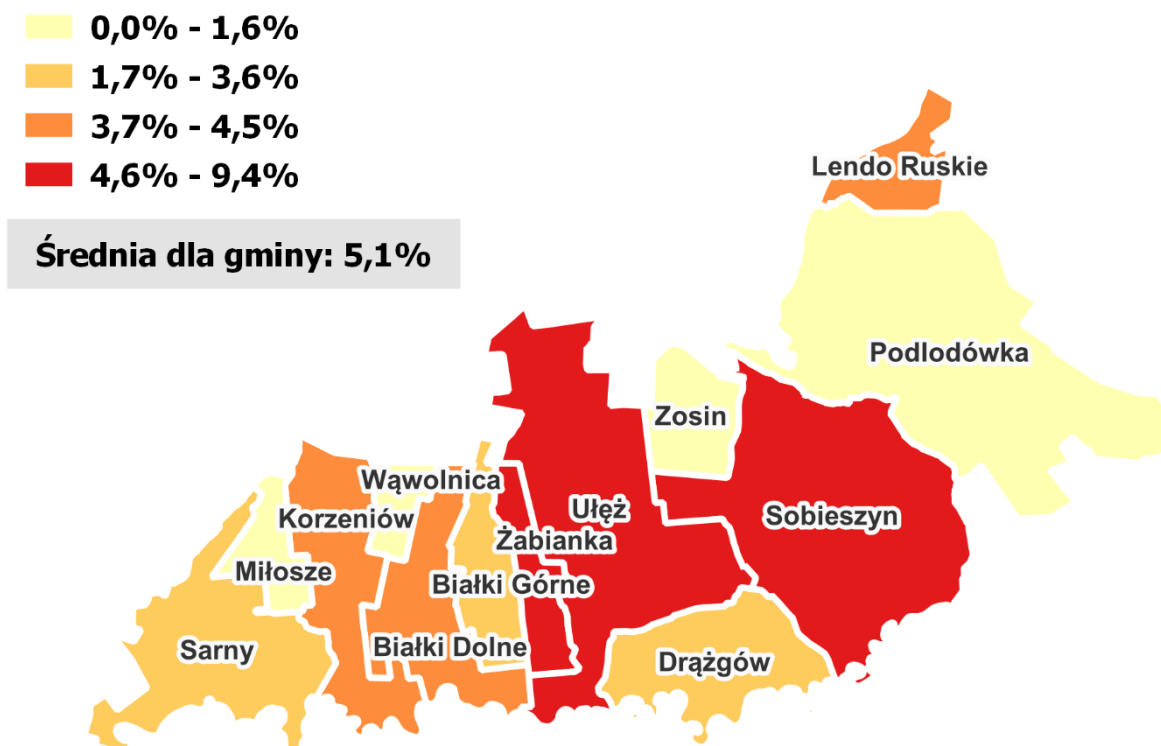 0,0% - 1,6%
1,7% - 3,6%
3,7% - 4,5%
4,6% - 9,4%
Średnia dla gminy: 5,1%
Lendo Ruskie
Podlodówka
Zosin
Wąwolnica
Korzeniów
Ułęż
Sobieszyn
Żabianka
Miłosze
Białki Górne
Sarny
Białki Dolne
Drążgów